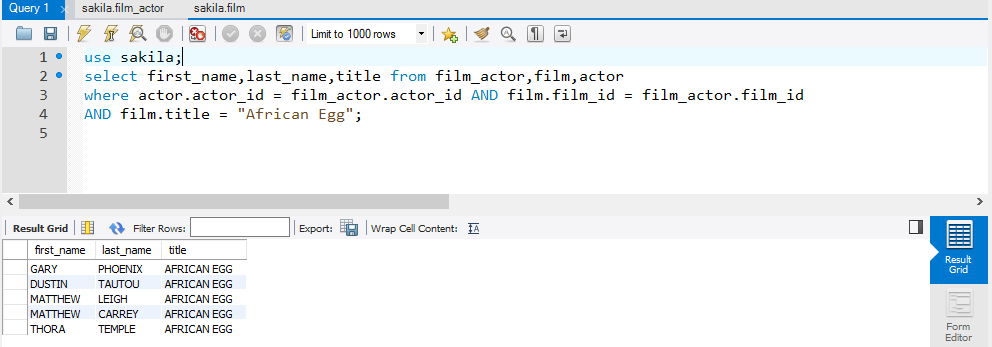 Query 1 sakila.film_actor sakila.film
Limit to 1000 rows
1 use sakila;
2 select first_name,last_name,title from film_actor,film,actor
3 where actor.actor_id = film_actor.actor_id AND film.film_id = film_actor.film_id
4 AND film.title = "African Egg";
5
Result Grid Filter Rows: Export: Wrap Cell Content: IA
first_name last_name title
GARY PHOENIX AFRICAN EGG
DUSTIN TAUTOU AFRICAN EGG
MATTHEW LEIGH AFRICAN EGG
MATTHEW CARREY AFRICAN EGG
THORA TEMPLE AFRICAN EGG
Result
Grid
Form
Editor